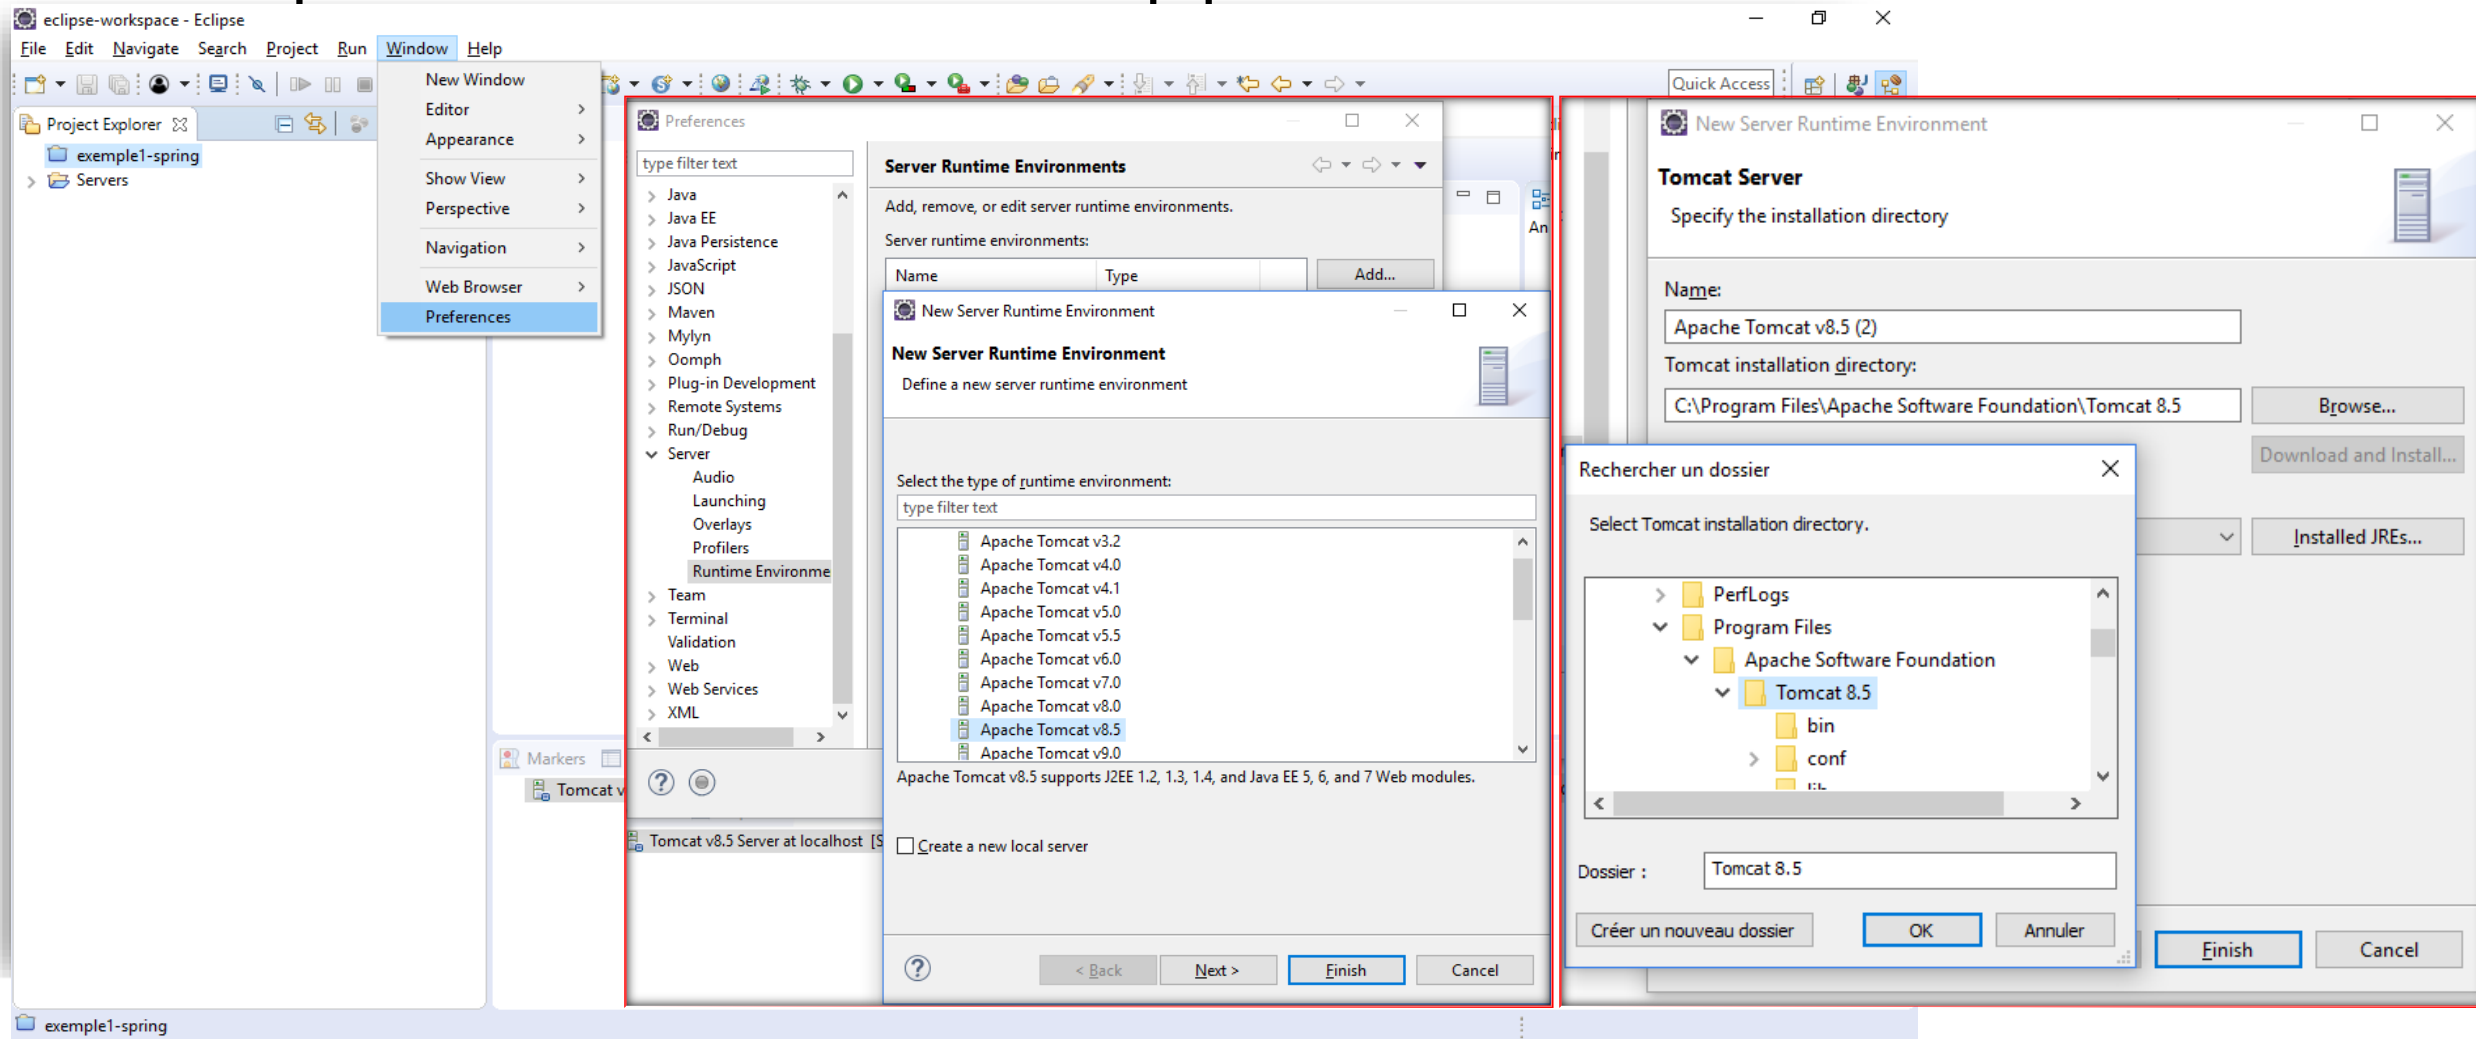 eclipse-workspace - Eclipse
File Edit Navigate Search Project Run Window Help
Quick Access
Project Explorer
exemple1-spring
Servers
New Window
Editor
Appearance
Show View
Perspective
Navigation
Web Browser
Preferences
Markers
Tomcat v
exemple1-spring
Preferences
type filter text
Java
Java EE
Java Persistence
JavaScript
JSON
Maven
Mylyn
Oomph
Plug-in Development
Remote Systems
Run/Debug
Server
Audio
Launching
Overlays
Profilers
Runtime Environme
Team
Terminal
Validation
Web
Web Services
XML
Server Runtime Environments
Add, remove, or edit server runtime environments.
Server runtime environments:
Name Type
Add...
An
Tomcat v8.5 Server at localhost [S
New Server Runtime Environment
New Server Runtime Environment
Define a new server runtime environment
Select the type of runtime environment:
type filter text
Apache Tomcat v3.2
Apache Tomcat v4.0
Apache Tomcat v4.1
Apache Tomcat v5.0
Apache Tomcat v5.5
Apache Tomcat v6.0
Apache Tomcat v7.0
Apache Tomcat v8.0
Apache Tomcat v8.5
Apache Tomcat v9.0
Apache Tomcat v8.5 supports J2EE 1.2, 1.3, 1.4, and Java EE 5, 6, and 7 Web modules.
Create a new local server
< Back Next > Finish Cancel
New Server Runtime Environment
Tomcat Server
Specify the installation directory
Name:
Apache Tomcat v8.5 (2)
Tomcat installation directory:
C:\Program Files\Apache Software Foundation\Tomcat 8.5
Browse...
Download and Install...
Installed JREs...
Rechercher un dossier
Select Tomcat installation directory.
PerfLogs
Program Files
Apache Software Foundation
Tomcat 8.5
bin
conf
lib
Dossier :
Tomcat 8.5
Créer un nouveau dossier OK Annuler
Finish Cancel